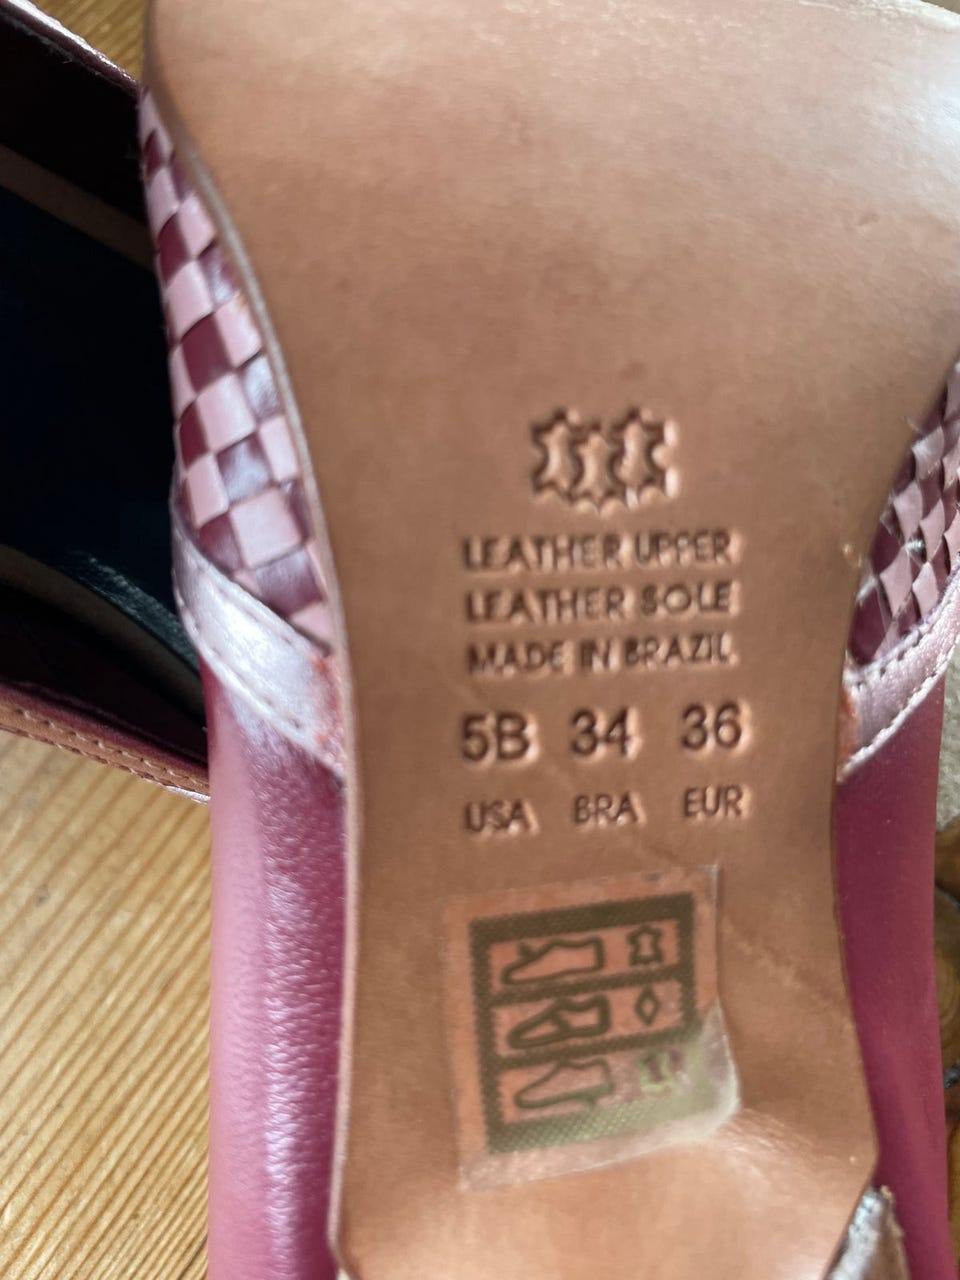 LEATHER UPPER
LEATHER SOLE
MADE IN BRAZIL
5B 34 36
USA BRA EUR